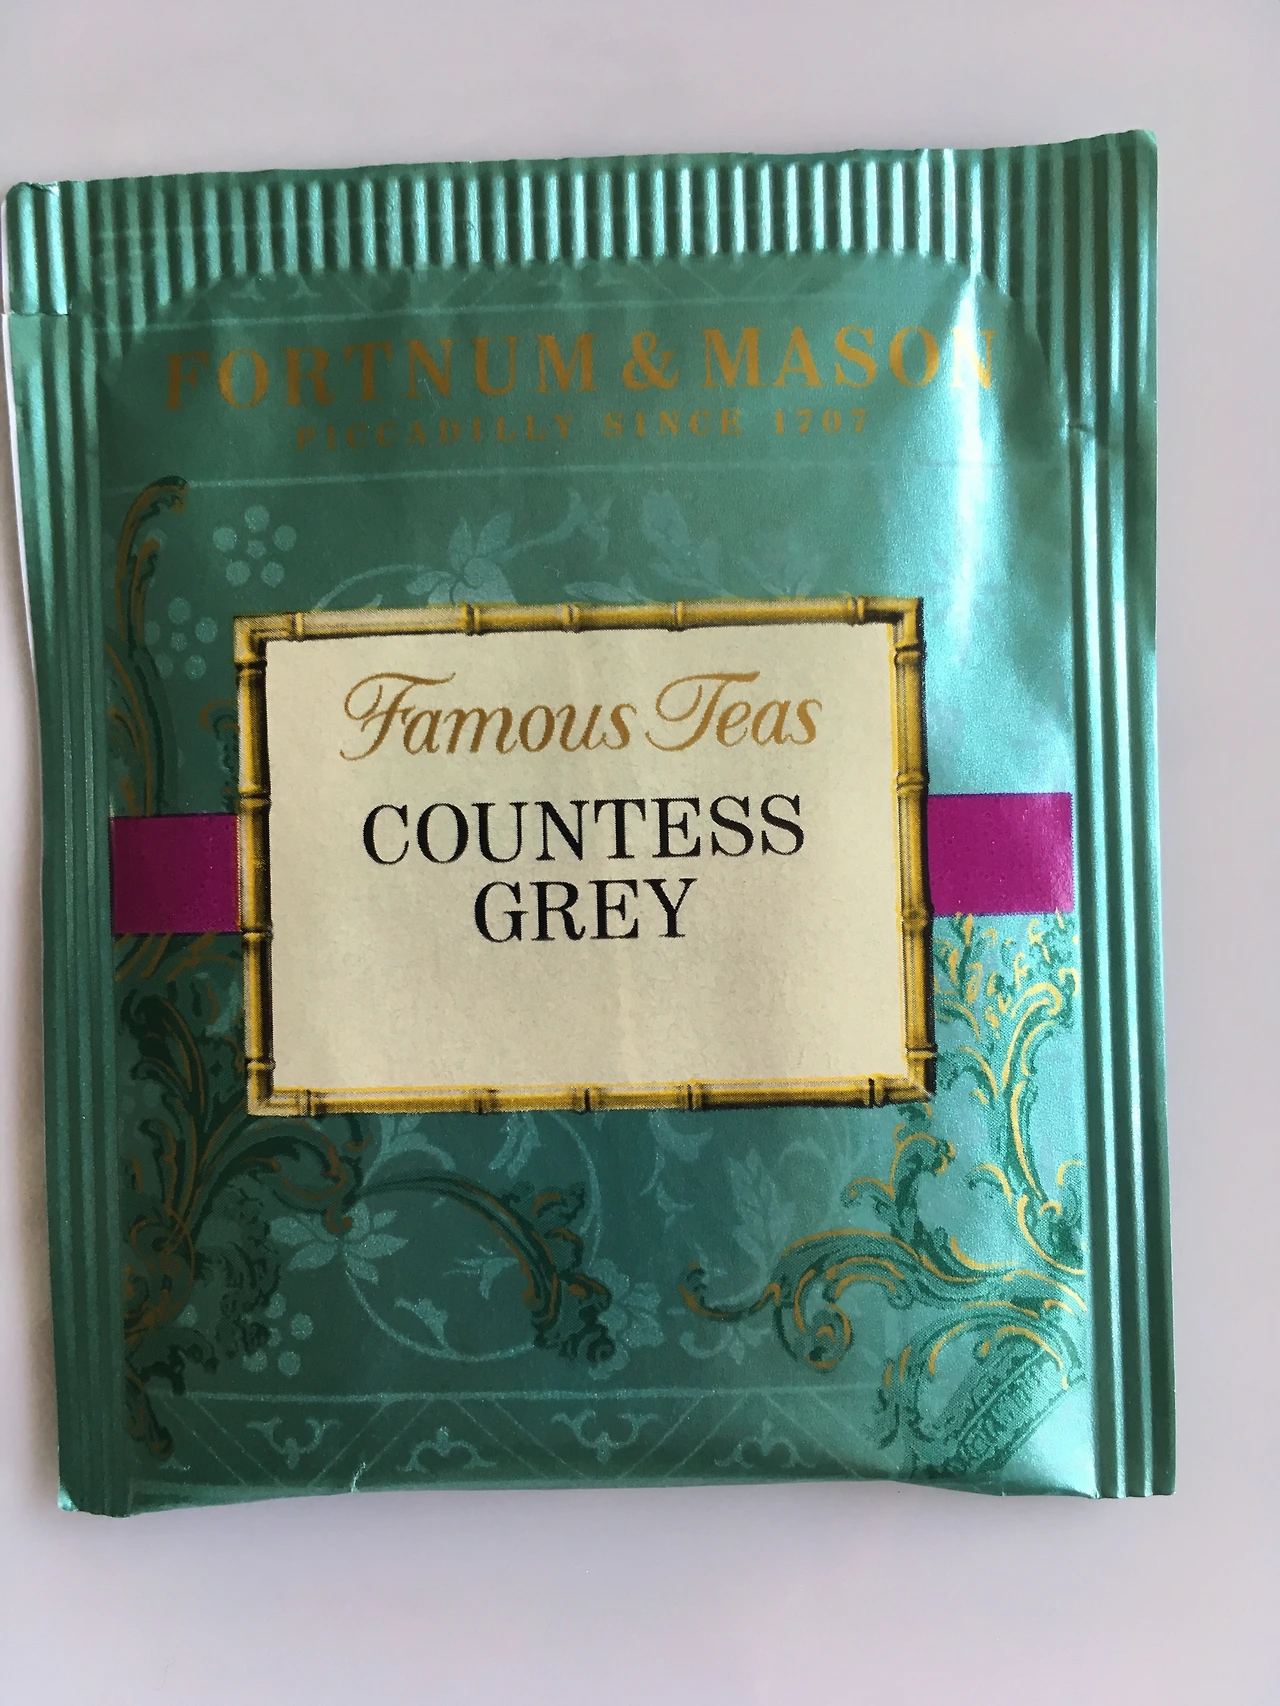 FORTNUM & MASON
PICCADILLY SINCE 1707
Famous Teas
COUNTESS
GREY